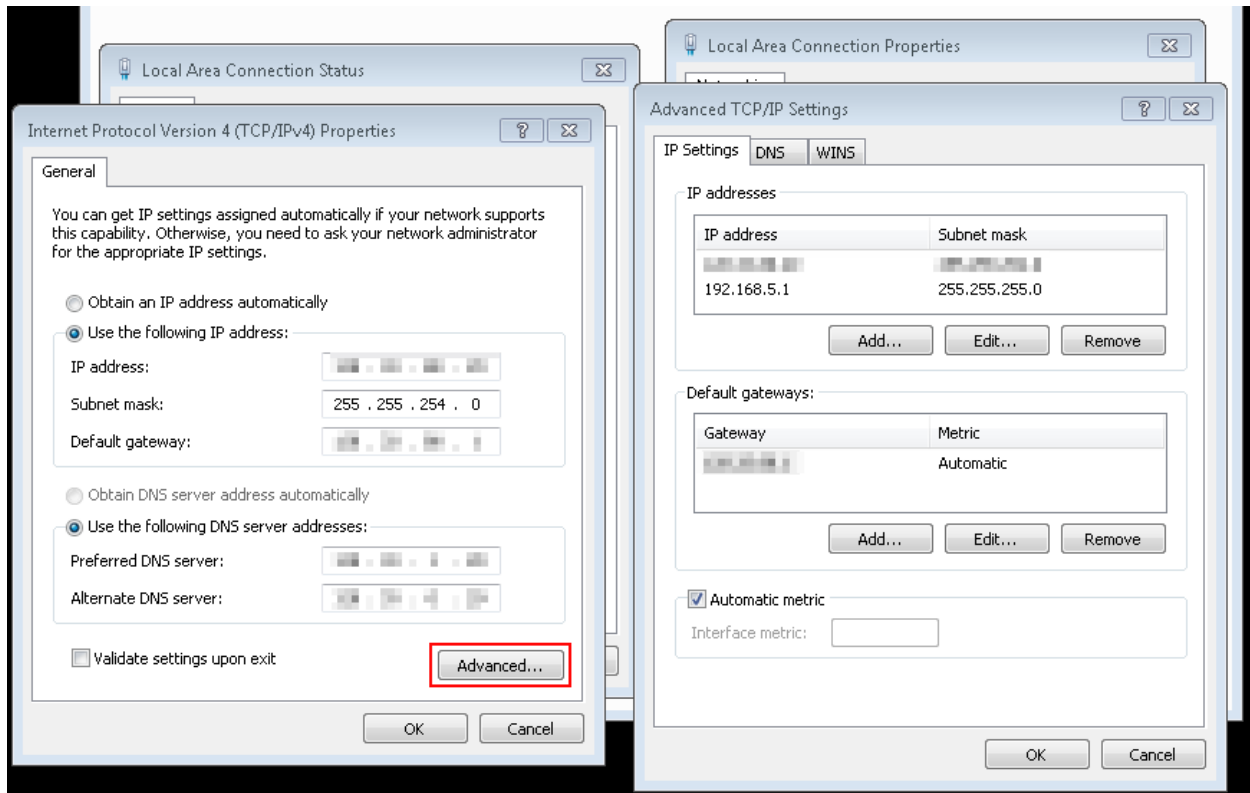 Local Area Connection Status
Local Area Connection Properties
Internet Protocol Version 4 (TCP/IPv4) Properties
General
You can get IP settings assigned automatically if your network supports
this capability. Otherwise, you need to ask your network administrator
for the appropriate IP settings.
Obtain an IP address automatically
Use the following IP address:
IP address:
Subnet mask:
255 . 255 . 254 . 0
Default gateway:
Obtain DNS server address automatically
Use the following DNS server addresses:
Preferred DNS server:
Alternate DNS server:
Validate settings upon exit
Advanced...
OK
Cancel
Advanced TCP/IP Settings
IP Settings
DNS
WINS
IP addresses
IP address
Subnet mask
192.168.5.1
255.255.255.0
Add...
Edit...
Remove
Default gateways:
Gateway
Metric
Automatic
Add...
Edit...
Remove
Automatic metric
Interface metric:
OK
Cancel